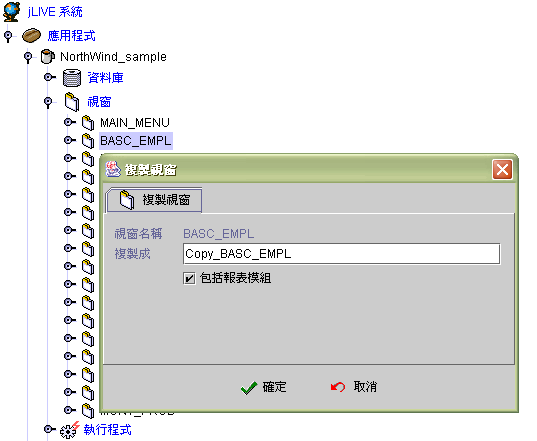 jLIVE 系統
應用程式
NorthWind_sample
資料庫
視窗
MAIN_MENU
BASC_EMPL
複製視窗
複製視窗
視窗名稱 BASC_EMPL
複製成 Copy_BASC_EMPL
包括報表模組
確定 取消
執行程式